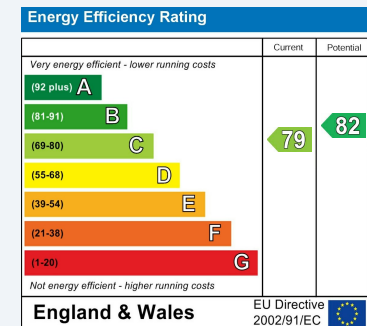 Energy Efficiency Rating
Current Potential
Very energy efficient - lower running costs
(92 plus) A
(81-91) B
(69-80) C
(55-68) D
(39-54) E
(21-38) F
(1-20) G
79
82
Not energy efficient - higher running costs
England & Wales
EU Directive
2002/91/EC